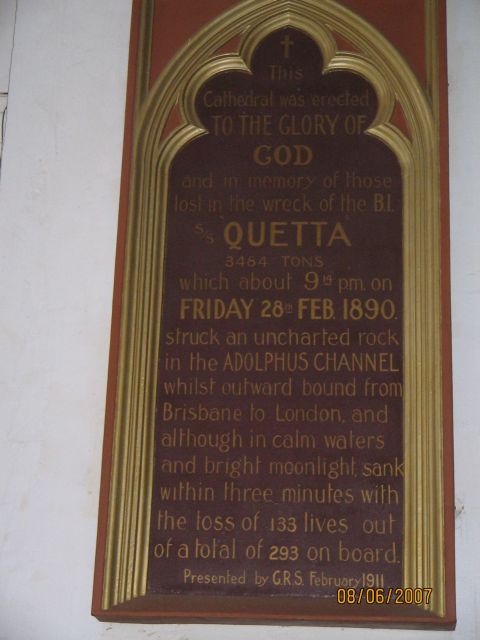 This
Cathedral was erected
TO THE GLORY OF
GOD
and in memory of those
lost in the wreck of the B.I.
S/S "QUETTA"
3484 TONS
which about 9.19 pm. on
FRIDAY 28TH FEB. 1890.
struck an uncharted rock
in the ADOLPHUS CHANNEL
whilst outward bound from
Brisbane to London, and
although in calm waters
and bright moonlight, sank
within three minutes with
the loss of 133 lives out
of a total of 293 on board.
Presented by G.R.S. February 1911
08/06/2007